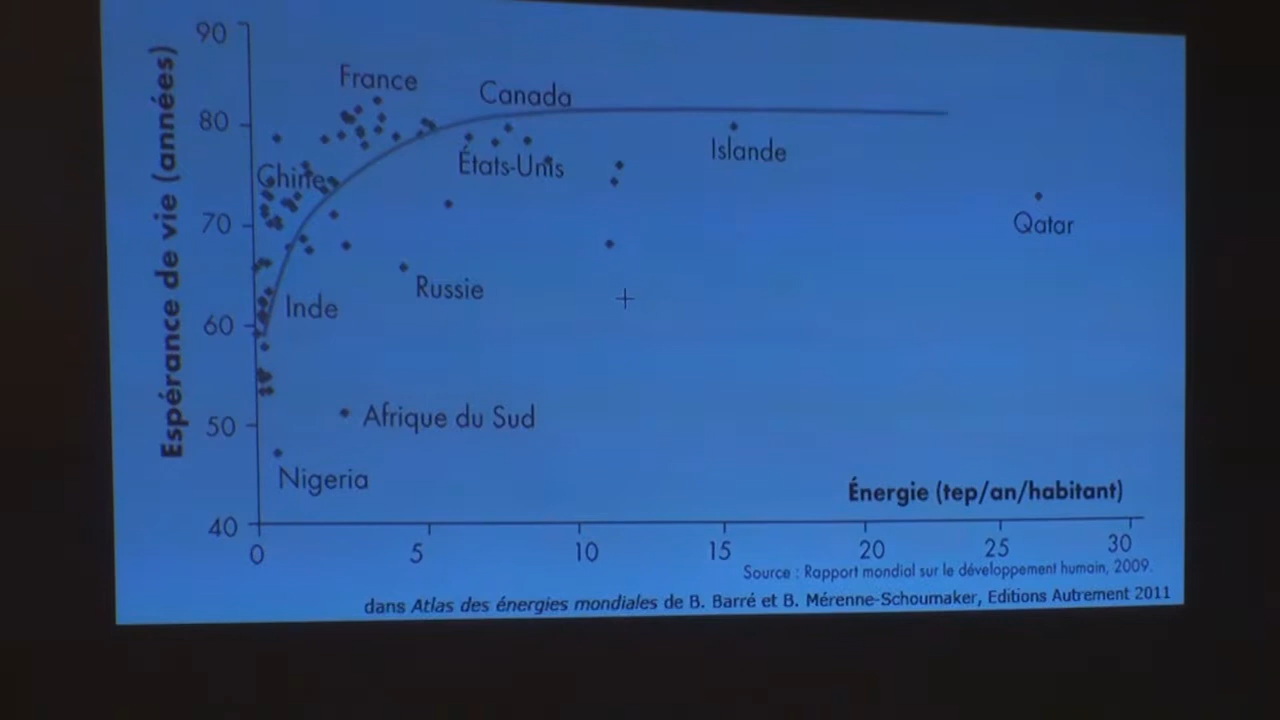 Espérance de vie (années)
90
80
70
60
50
40
France
Canada
Chine
États-Unis
Islande
Qatar
Russie
Inde
Afrique du Sud
Nigeria
Énergie (tep/an/habitant)
0 5 10 15 20 25 30
Source : Rapport mondial sur le développement humain, 2009.
dans Atlas des énergies mondiales de B. Barré et B. Mérenne-Schoumaker, Editions Autrement 2011